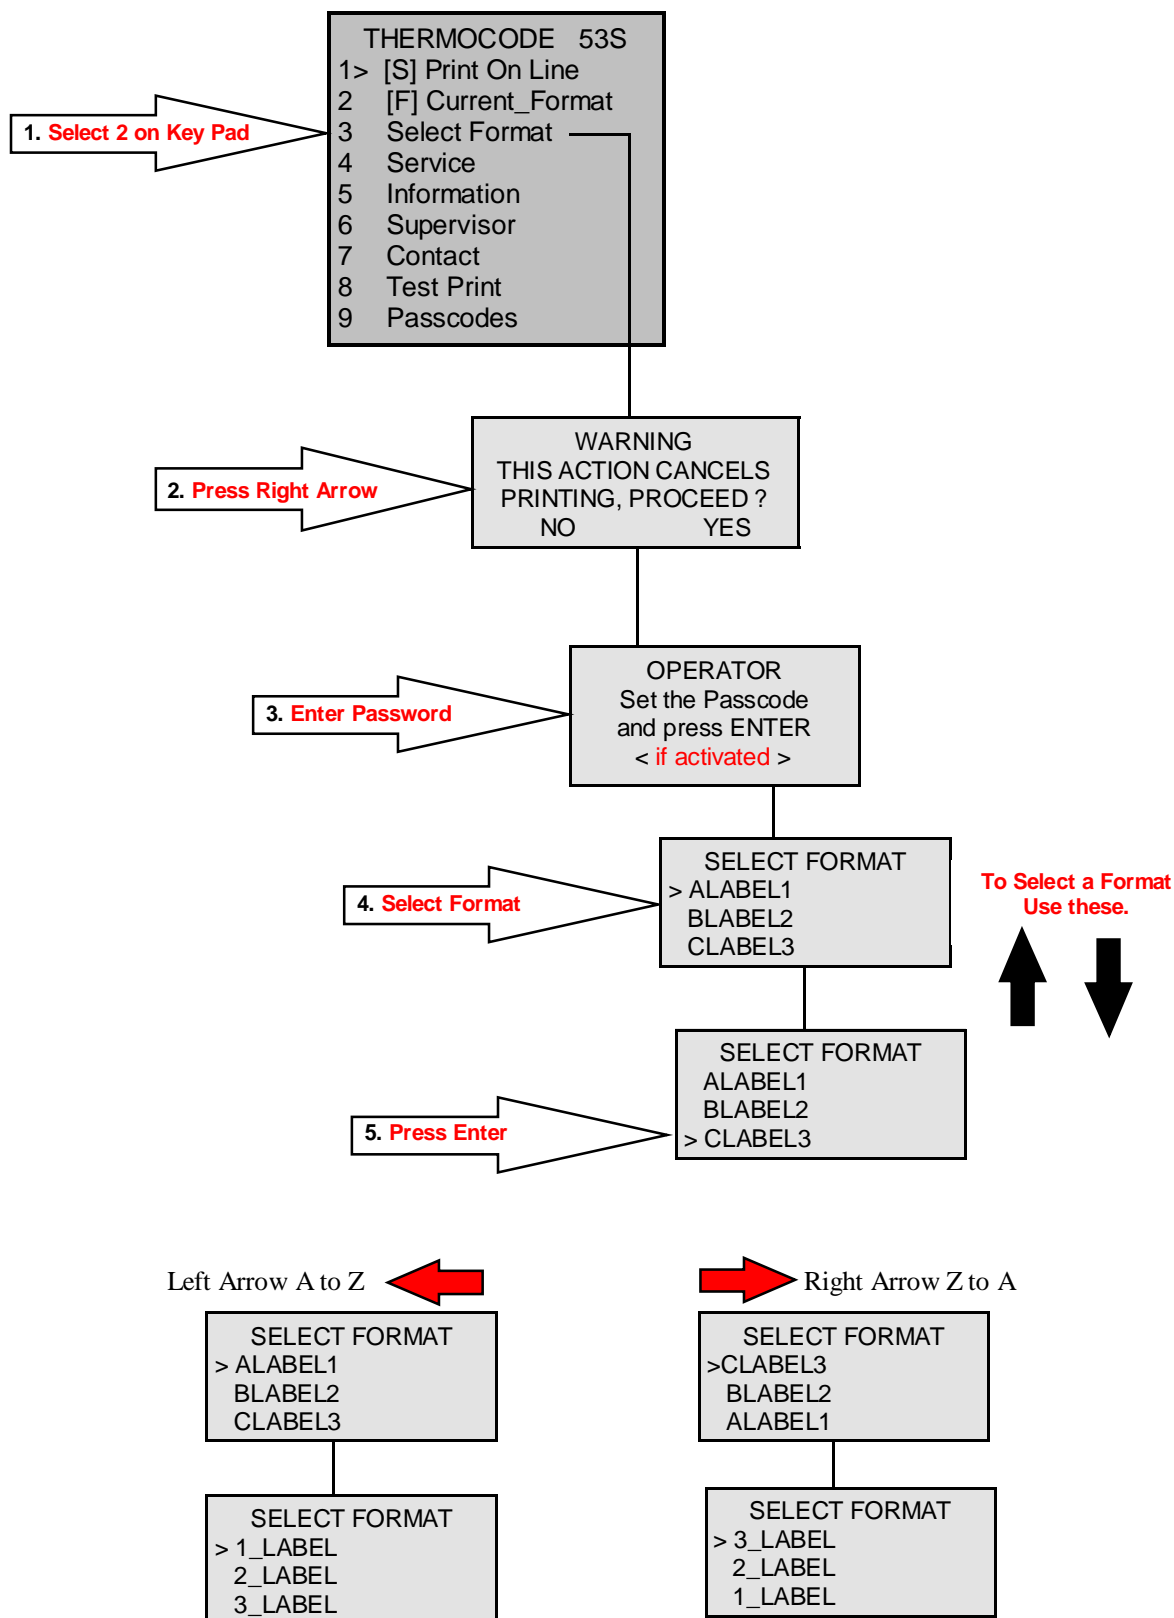 THERMOCODE 53S
1> [S] Print On Line
2 [F] Current_Format
3 Select Format
4 Service
5 Information
6 Supervisor
7 Contact
8 Test Print
9 Passcodes
1. Select 2 on Key Pad
WARNING
THIS ACTION CANCELS
PRINTING, PROCEED ?
NO YES
2. Press Right Arrow
OPERATOR
Set the Passcode
and press ENTER
< if activated >
3. Enter Password
SELECT FORMAT
> ALABEL1
BLABEL2
CLABEL3
4. Select Format
To Select a Format
Use these.
SELECT FORMAT
ALABEL1
BLABEL2
> CLABEL3
5. Press Enter
Left Arrow A to Z
SELECT FORMAT
> ALABEL1
BLABEL2
CLABEL3
SELECT FORMAT
> 1_LABEL
2_LABEL
3_LABEL
Right Arrow Z to A
SELECT FORMAT
>CLABEL3
BLABEL2
ALABEL1
SELECT FORMAT
> 3_LABEL
2_LABEL
1_LABEL